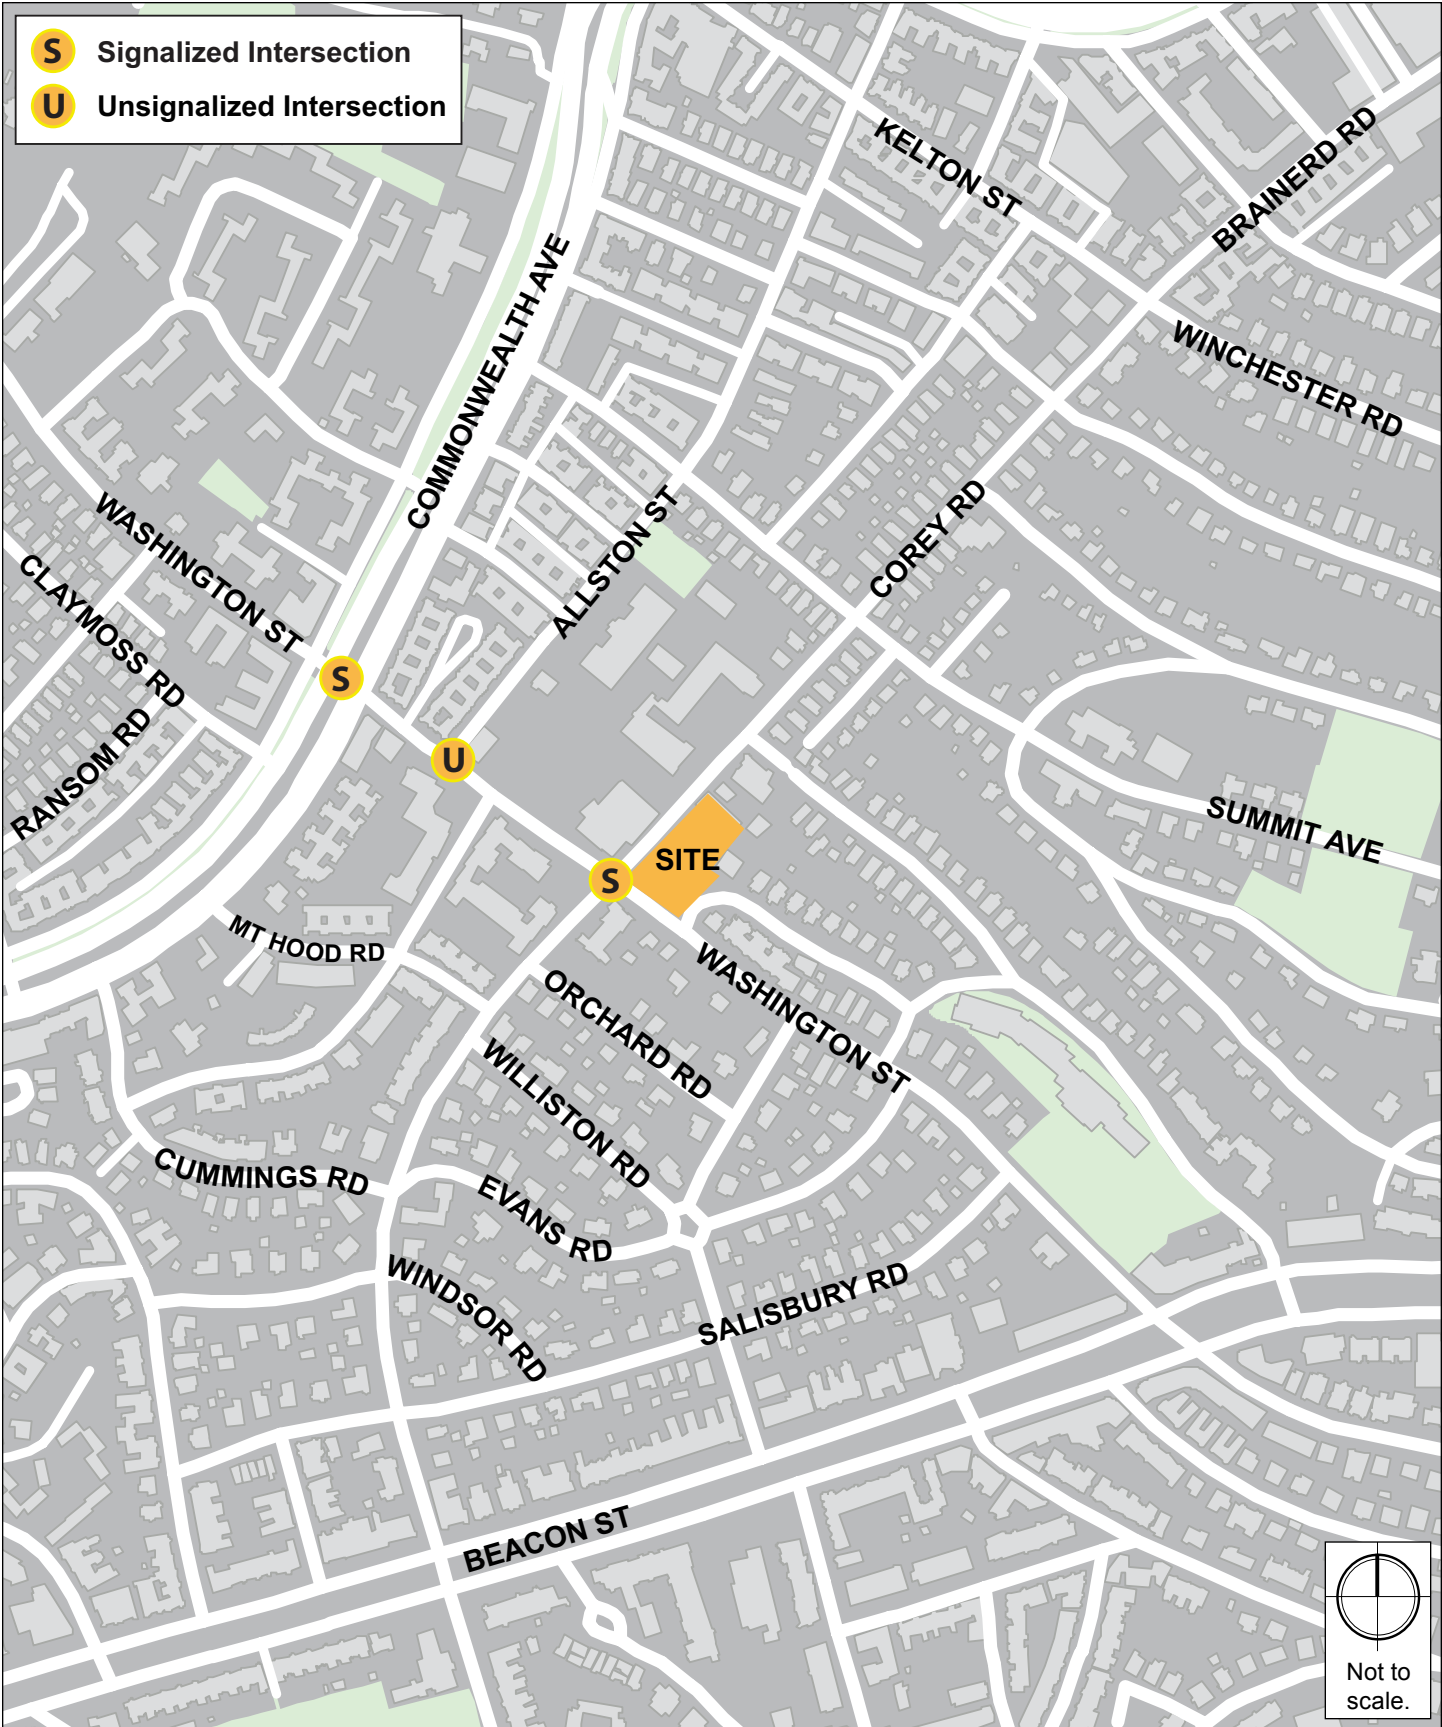 S Signalized Intersection
U Unsignalized Intersection
KELTON ST
BRAINERD RD
COMMONWEALTH AVE
WINCHESTER RD
WASHINGTON ST
ALLSTON ST
COREY RD
CLAYMOSS RD
S
RANSOM RD
U
SUMMIT AVE
SITE
S
MT HOOD RD
WASHINGTON ST
ORCHARD RD
WILLISTON RD
CUMMINGS RD
EVANS RD
WINDSOR RD
SALISBURY RD
BEACON ST
Not to
scale.